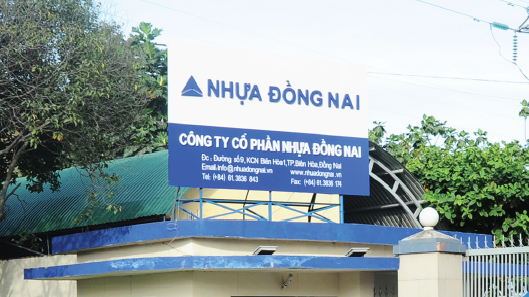 NHỰA ĐỒNG NAI
CÔNG TY CỔ PHẦN NHỰA ĐỒNG NAI
Đc : Đường số 9, KCN Biên Hòa1,TP.Biên Hòa,Đồng Nai
Email.info@nhuadongnai.vn www.nhuadongnai.vn
Tel: (+84) 61.3836 843 Fax: (+84) 61.3836 174